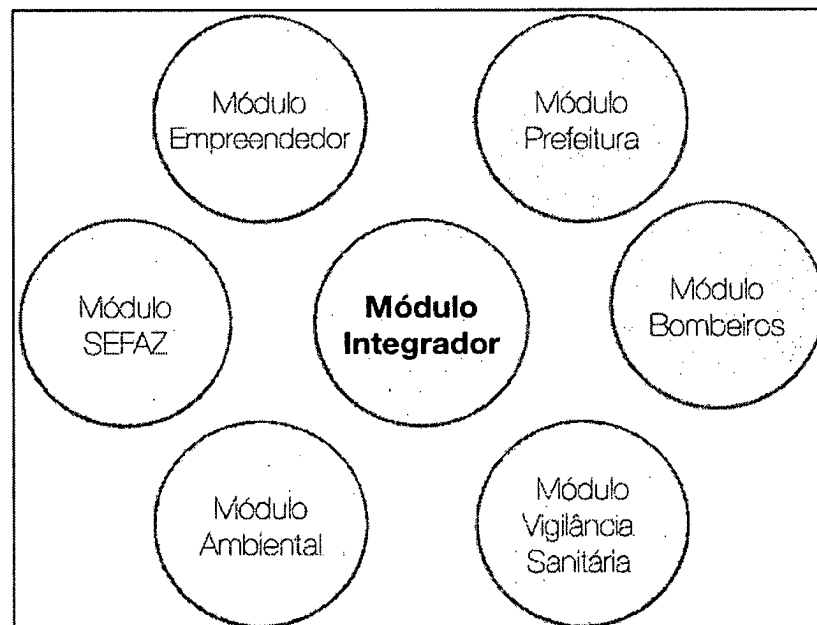 Módulo
Empreendedor
Módulo
Prefeitura
Módulo
SEFAZ
Módulo
Integrador
Módulo
Bombeiros
Módulo
Ambiental
Módulo
Vigilância
Sanitária